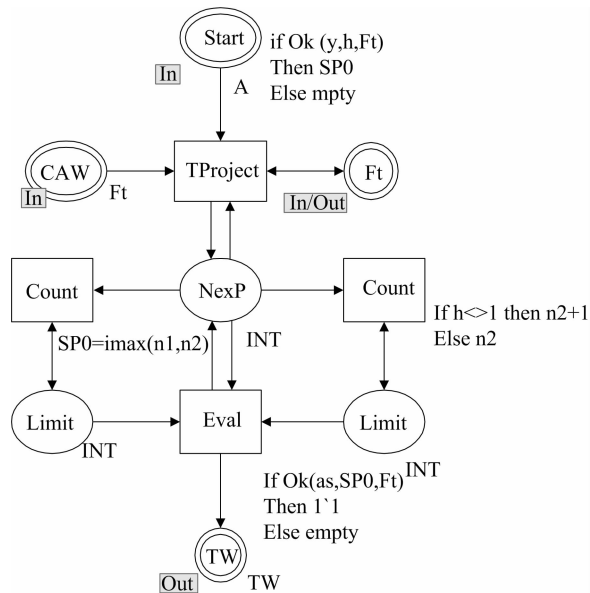 Start
if Ok (y,h,Ft)
Then SP0
Else mpty
In
A
CAW
TProject
Ft
In
Ft
In/Out
Count
NexP
Count
If h<>1 then n2+1
Else n2
SP0=imax(n1,n2)
INT
Limit
Eval
Limit
INT
INT
If Ok(as,SP0,Ft)
Then 1`1
Else empty
TW
Out
TW